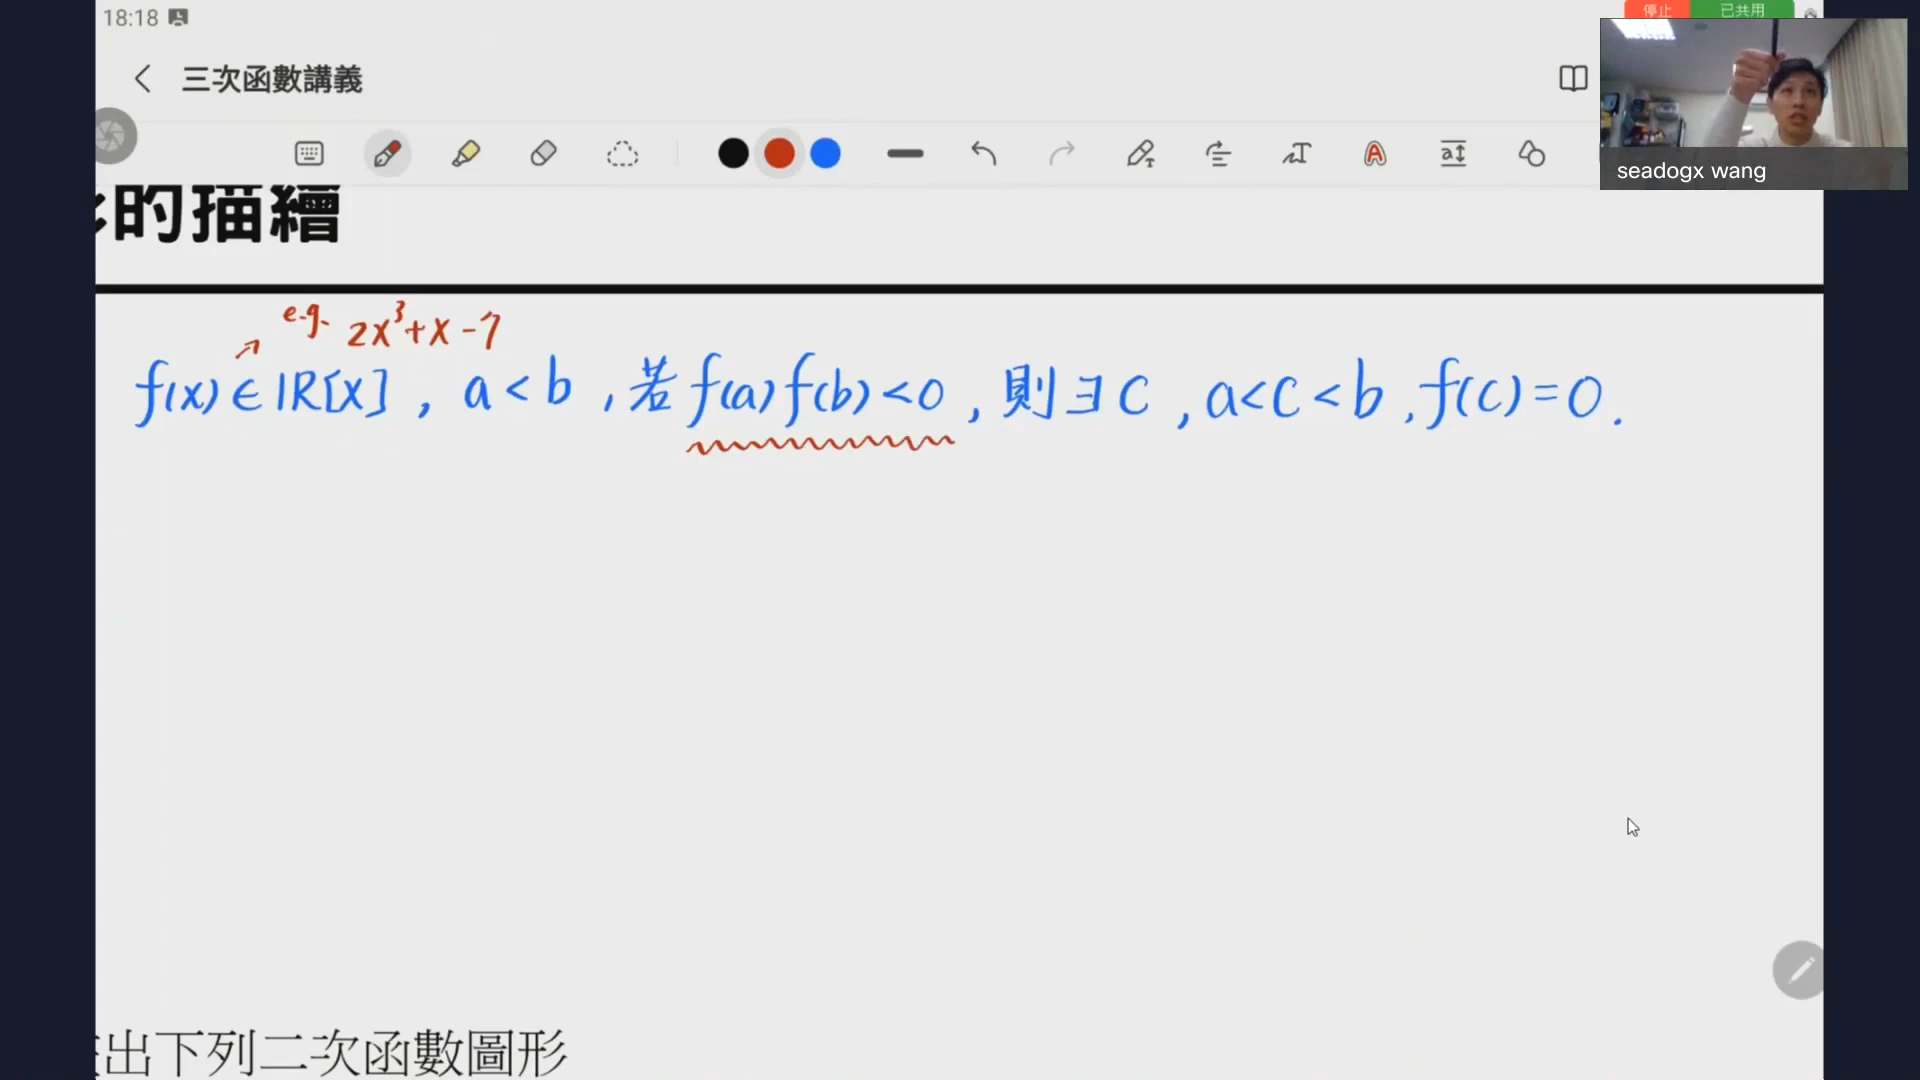 18:18
停止 已共用
三次函數講義
seadogx wang
的描繪
e.g. 2x³+x-7
f(x)∈ℝ[x], a<b, 若f(a)f(b)<0, 則∃c, a<c<b, f(c)=0.
出下列二次函數圖形